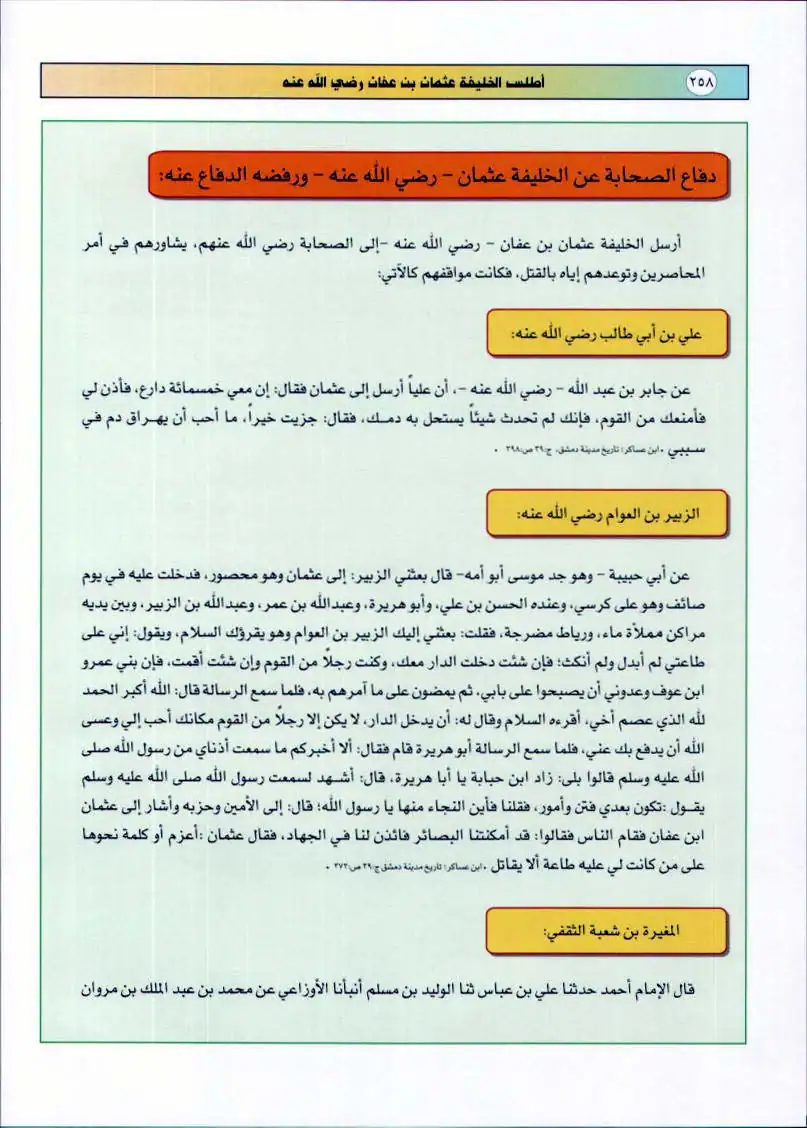 ٢٥٨
أطلس الخليفة عثمان بن عفان رضي الله عنه
دفاع الصحابة عن الخليفة عثمان – رضي الله عنه – ورفضه الدفاع عنه:
أرسل الخليفة عثمان بن عفان – رضي الله عنه –إلى الصحابة رضي الله عنهم، يشاورهم في أمر
المحاصرين وتوعدهم إياه بالقتل، فكانت مواقفهم كالآتي:
علي بن أبي طالب رضي الله عنه:
عن جابر بن عبد الله – رضي الله عنه –، أن علياً أرسل إلى عثمان فقال: إن معي خمسمائة دارع، فأذن لي
فأمنعك من القوم، فإنك لم تحدث شيئاً يستحل به دمـك، فقال: جزيت خيراً، ما أحب أن يهـراق دم في
سـببي •ابن عساكر: تاريخ مدينة دمشق، ج:٣٩ ص:٣٩٨ •
الزبير بن العوام رضي الله عنه:
عن أبي حبيبة – وهو جد موسى أبو أمه– قال بعثني الزبير: إلى عثمان وهو محصور، فدخلت عليه في يوم
صائف وهو على كرسي، وعنده الحسن بن علي، وأبو هريرة، وعبدالله بن عمر، وعبدالله بن الزبير، وبين يديه
مراكن مملأة ماء، ورياط مضرجة، فقلت: بعثني إليك الزبير بن العوام وهو يقرؤك السلام، ويقول: إني على
طاعتي لم أبدل ولم أنكث؛ فإن شئت دخلت الدار معك، وكنت رجلاً من القوم وإن شئت أقمت، فإن بني عمرو
ابن عوف وعدوني أن يصبحوا على بابي، ثم يمضون على ما آمرهم به، فلما سمع الرسالة قال: الله أكبر الحمد
لله الذي عصم أخي، أقرءه السلام وقال له: أن يدخل الدار، لا يكن إلا رجلاً من القوم مكانك أحب إلي وعسى
الله أن يدفع بك عني، فلما سمع الرسالة أبو هريرة قام فقال: ألا أخبركم ما سمعت أذناي من رسول الله صلى
الله عليه وسلم قالوا بلى: زاد ابن حبابة يا أبا هريرة، قال: أشـهد لسمعت رسول الله صلى الله عليه وسلم
يقـول :تكون بعدي فتن وأمور، فقلنا فأين النجاء منها يا رسول الله؛ قال: إلى الأمين وحزبه وأشار إلى عثمان
ابن عفان فقام الناس فقالوا: قد أمكنتنا البصائر فائذن لنا في الجهاد، فقال عثمان :أعزم أو كلمة نحوها
على من كانت لي عليه طاعة ألا يقاتل •ابن عساكر: تاريخ مدينة دمشق ج:٣٩ ص:٣٧٣ •
المغيرة بن شعبة الثقفي:
قال الإمام أحمد حدثنا علي بن عباس ثنا الوليد بن مسلم أنبأنا الأوزاعي عن محمد بن عبد الملك بن مروان